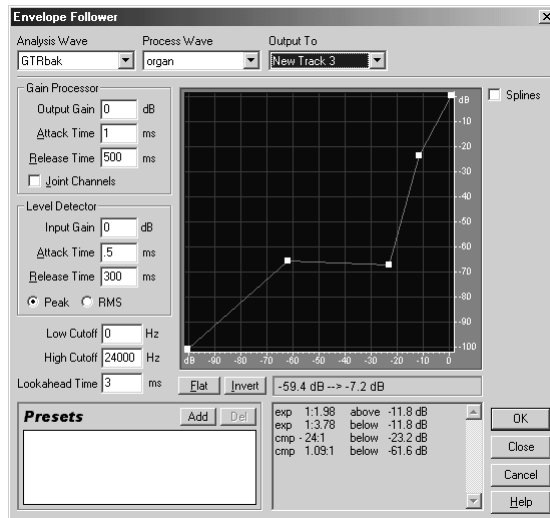 Envelope Follower
Analysis Wave Process Wave Output To
GTRbak organ New Track 3
Gain Processor
Output Gain 0 dB
Attack Time 1 ms
Release Time 500 ms
Joint Channels
Level Detector
Input Gain 0 dB
Attack Time .5 ms
Release Time 300 ms
Peak RMS
Low Cutoff 0 Hz
High Cutoff 24000 Hz
Lookahead Time 3 ms
Splines
dB
-10
-20
-30
-40
-50
-60
-70
-80
-90
-100
dB -90 -80 -70 -60 -50 -40 -30 -20 -10 0
Flat Invert -59.4 dB --> -7.2 dB
Presets Add Del
exp 1:1.98 above -11.8 dB
exp 1:3.78 below -11.8 dB
cmp -24:1 below -23.2 dB
cmp 1.09:1 below -61.6 dB
OK
Close
Cancel
Help